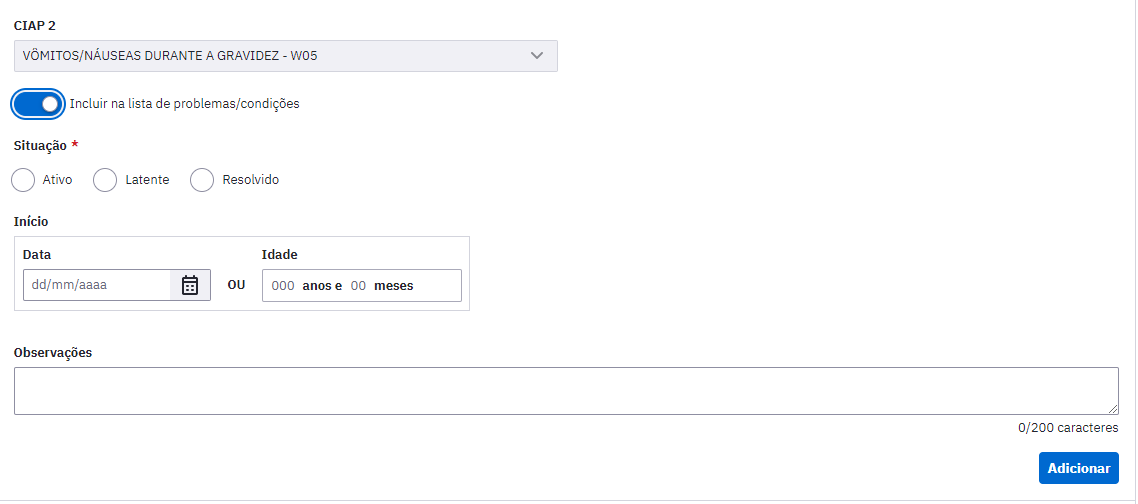 CIAP 2
VÔMITOS/NÁUSEAS DURANTE A GRAVIDEZ - W05
Incluir na lista de problemas/condições
Situação *
Ativo Latente Resolvido
Início
Data Idade
dd/mm/aaaa OU 000 anos e 00 meses
Observações
0/200 caracteres
Adicionar